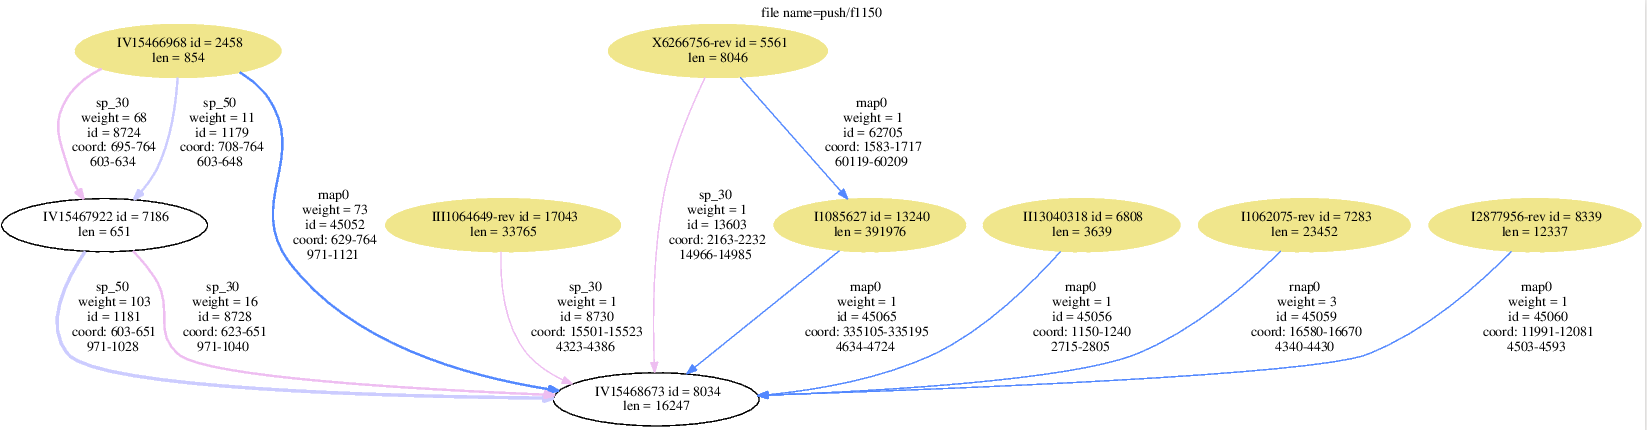 file name=push/f1150
IV15466968 id = 2458
len = 854
X6266756-rev id = 5561
len = 8046
sp_30
weight = 68
id = 8724
coord: 695-764
603-634
sp_50
weight = 11
id = 1179
coord: 708-764
603-648
map0
weight = 1
id = 62705
coord: 1583-1717
60119-60209
map0
weight = 73
id = 45052
coord: 629-764
971-1121
sp_30
weight = 1
id = 13603
coord: 2163-2232
14966-14985
IV15467922 id = 7186
len = 651
III1064649-rev id = 17043
len = 33765
I1085627 id = 13240
len = 391976
II13040318 id = 6808
len = 3639
I1062075-rev id = 7283
len = 23452
I2877956-rev id = 8339
len = 12337
sp_50
weight = 103
id = 1181
coord: 603-651
971-1028
sp_30
weight = 16
id = 8728
coord: 623-651
971-1040
sp_30
weight = 1
id = 8730
coord: 15501-15523
4323-4386
map0
weight = 1
id = 45065
coord: 335105-335195
4634-4724
map0
weight = 1
id = 45056
coord: 1150-1240
2715-2805
map0
weight = 3
id = 45059
coord: 16580-16670
4340-4430
map0
weight = 1
id = 45060
coord: 11991-12081
4503-4593
IV15468673 id = 8034
len = 16247